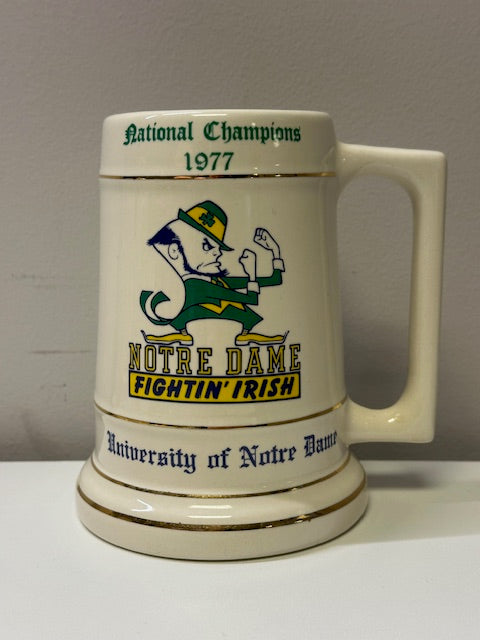 National Champions
1977
NOTRE DAME
FIGHTIN' IRISH
University of Notre Dame